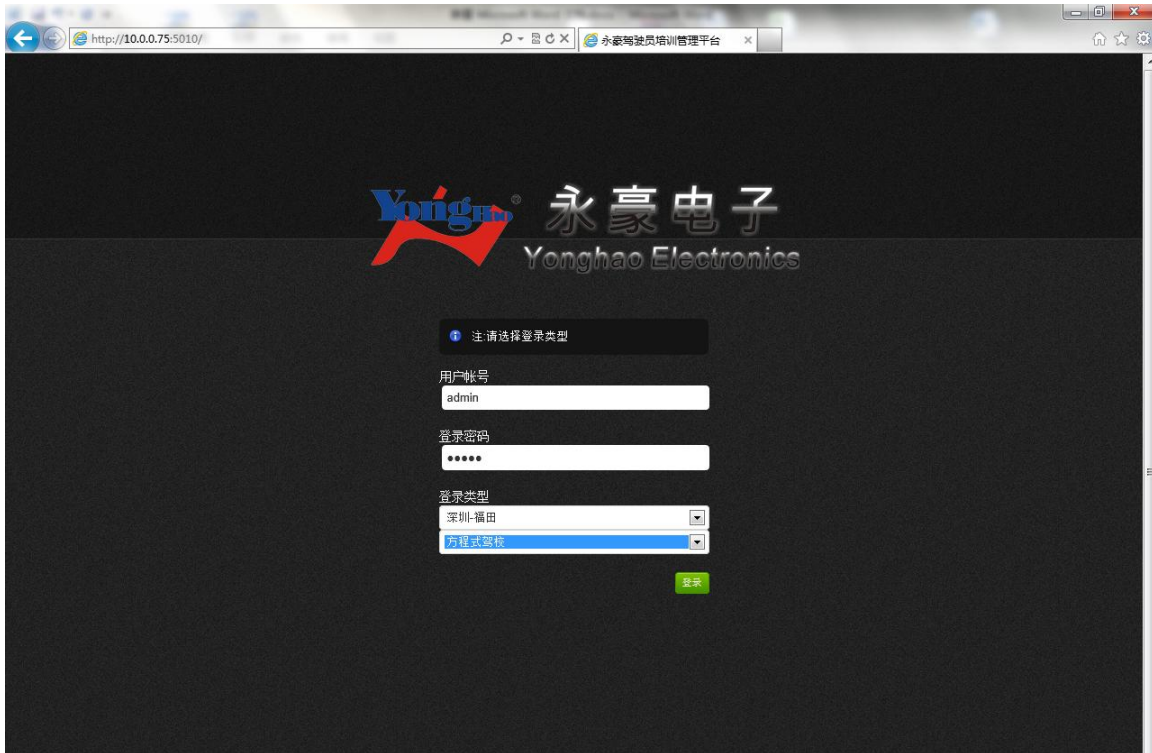 http://10.0.0.75:5010/
永豪驾驶员培训管理平台
YongHao®
永豪电子
Yonghao Electronics
注:请选择登录类型
用户帐号
admin
登录密码
•••••
登录类型
深圳-福田
方程式驾校
登录